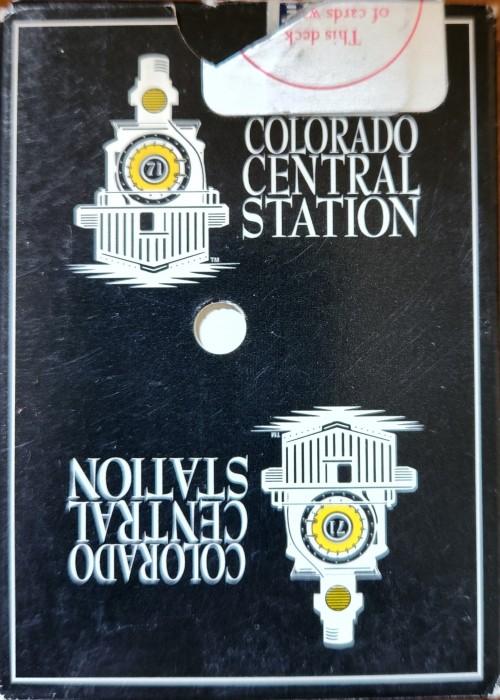 This deck
of cards w
COLORADO
CENTRAL
STATION
71
TM
COLORADO
CENTRAL
STATION
71
TM